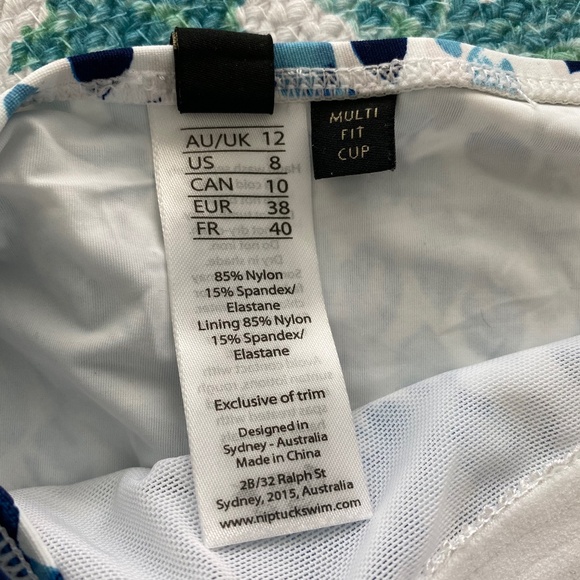 AU/UK 12
US 8
CAN 10
EUR 38
FR 40
85% Nylon
15% Spandex/
Elastane
Lining 85% Nylon
15% Spandex/
Elastane
Exclusive of trim
Designed in
Sydney - Australia
Made in China
2B/32 Ralph St
Sydney, 2015, Australia
www.niptuckswim.com
MULTI
FIT
CUP